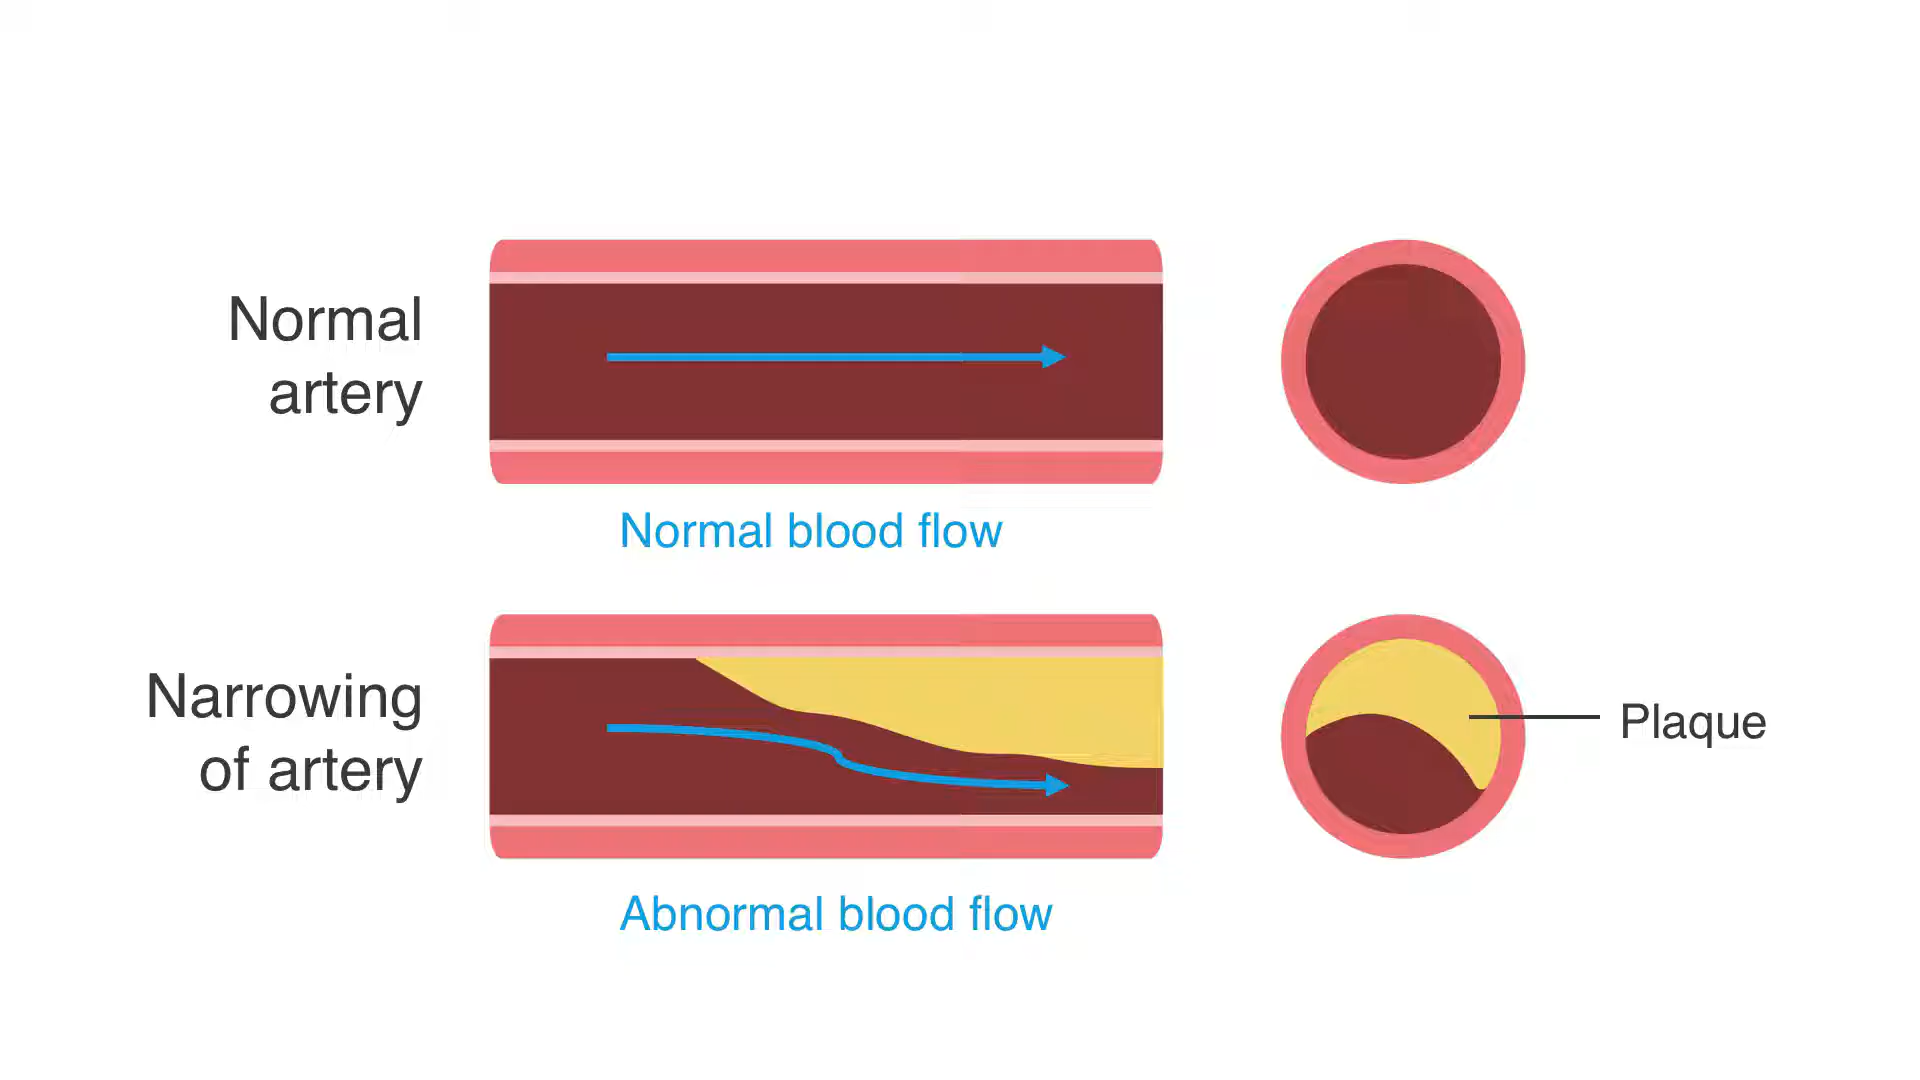 Normal
artery
Normal blood flow
Narrowing
of artery
Plaque
Abnormal blood flow